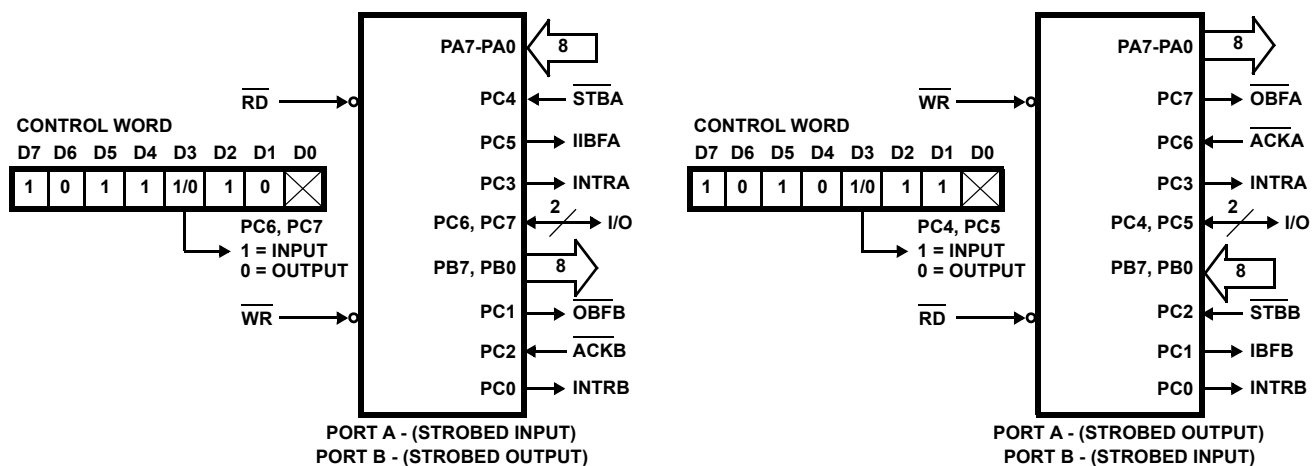 PA7-PA0 8
RD PC4 STBA
CONTROL WORD
D7 D6 D5 D4 D3 D2 D1 D0
1 0 1 1 1/0 1 0
PC5 IIBFA
PC3 INTRA
PC6, PC7 2 I/O
PC6, PC7
1 = INPUT
0 = OUTPUT
PB7, PB0 8
WR PC1 OBFB
PC2 ACKB
PC0 INTRB
PORT A - (STROBED INPUT)
PORT B - (STROBED OUTPUT)
PA7-PA0 8
WR PC7 OBFA
CONTROL WORD
D7 D6 D5 D4 D3 D2 D1 D0
1 0 1 0 1/0 1 1
PC6 ACKA
PC3 INTRA
PC4, PC5 2 I/O
PC4, PC5
1 = INPUT
0 = OUTPUT
PB7, PB0 8
RD PC2 STBB
PC1 IBFB
PC0 INTRB
PORT A - (STROBED OUTPUT)
PORT B - (STROBED INPUT)